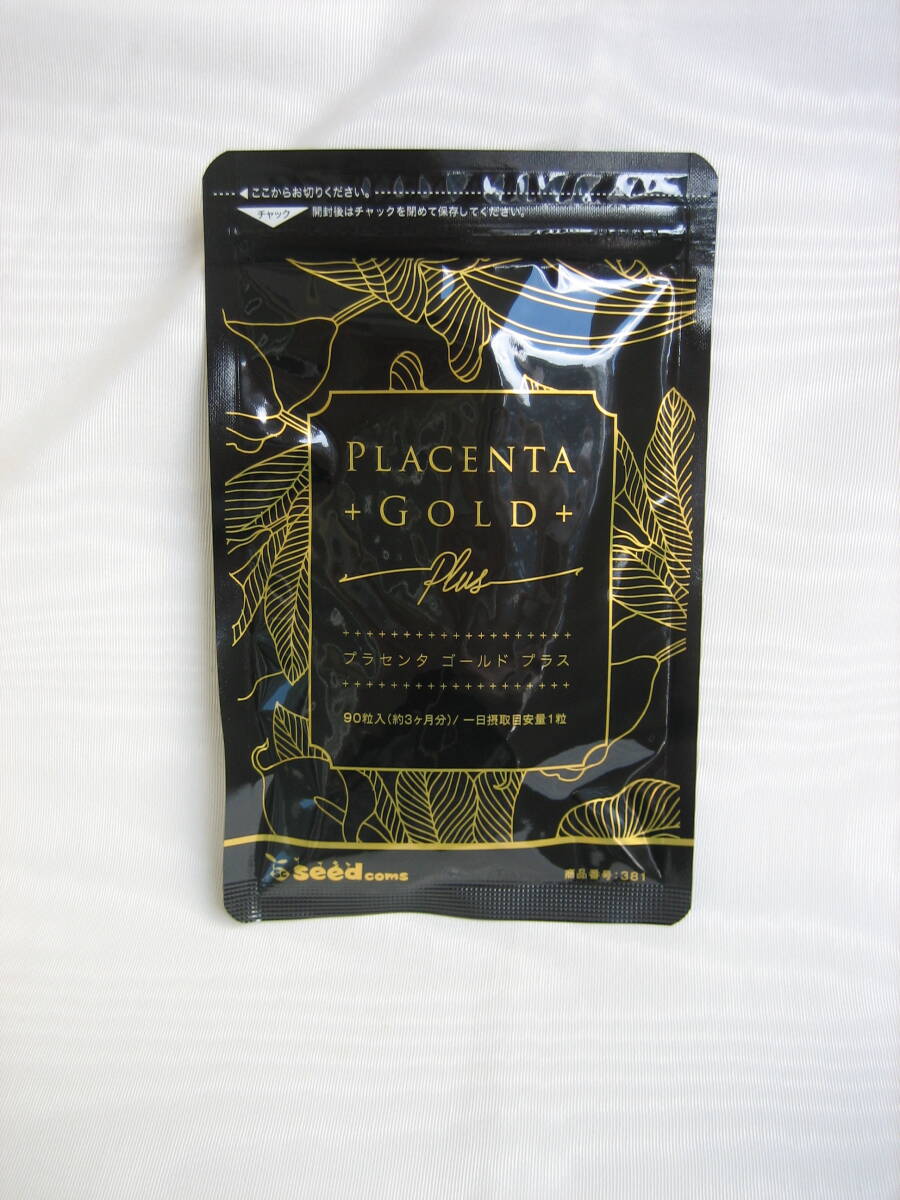 ◀ここからお切りください。
チャック 開封後はチャックを閉めて保存してください。
PLACENTA
+GOLD+
Plus
++++++++++++++++++++
プラセンタ ゴールド プラス
++++++++++++++++++++
90粒入(約3ヶ月分)/ 一日摂取目安量1粒
seedcoms
商品番号:381